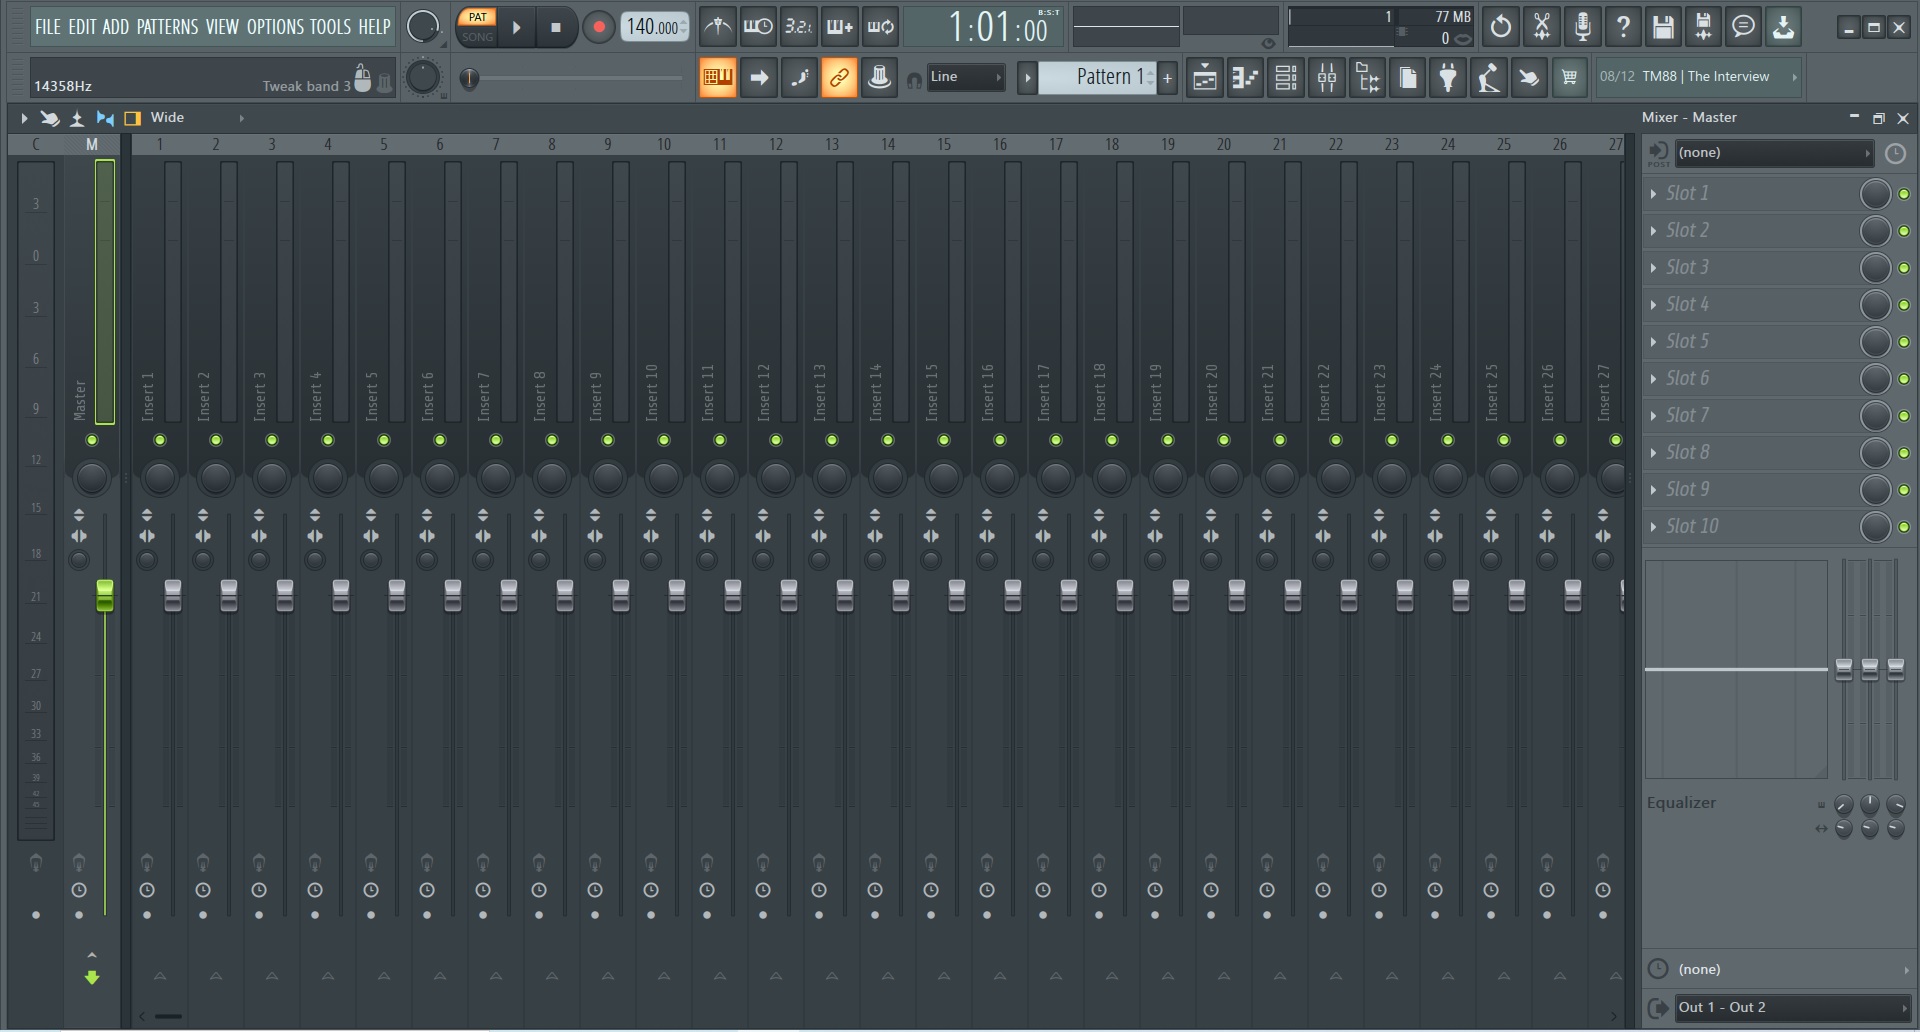 FILE EDIT ADD PATTERNS VIEW OPTIONS TOOLS HELP
PAT
SONG
140.000
3.2.1
1:01:00
B:S:T
1
77 MB
0
14358Hz
Tweak band 3
Line
Pattern 1
08/12 TM88 | The Interview
Wide
Mixer - Master
C M 1 2 3 4 5 6 7 8 9 10 11 12 13 14 15 16 17 18 19 20 21 22 23 24 25 26 27
3
0
3
6
9
12
15
18
21
24
27
30
33
36
39
42
45
Master
Insert 1
Insert 2
Insert 3
Insert 4
Insert 5
Insert 6
Insert 7
Insert 8
Insert 9
Insert 10
Insert 11
Insert 12
Insert 13
Insert 14
Insert 15
Insert 16
Insert 17
Insert 18
Insert 19
Insert 20
Insert 21
Insert 22
Insert 23
Insert 24
Insert 25
Insert 26
Insert 27
POST
(none)
Slot 1
Slot 2
Slot 3
Slot 4
Slot 5
Slot 6
Slot 7
Slot 8
Slot 9
Slot 10
Equalizer
(none)
Out 1 - Out 2